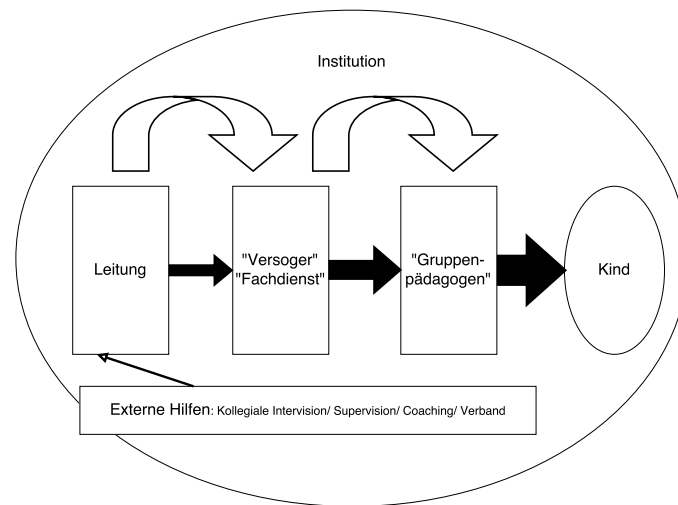 Institution
Leitung
"Versoger"
"Fachdienst"
"Gruppen-
pädagogen"
Kind
Externe Hilfen: Kollegiale Intervision/ Supervision/ Coaching/ Verband